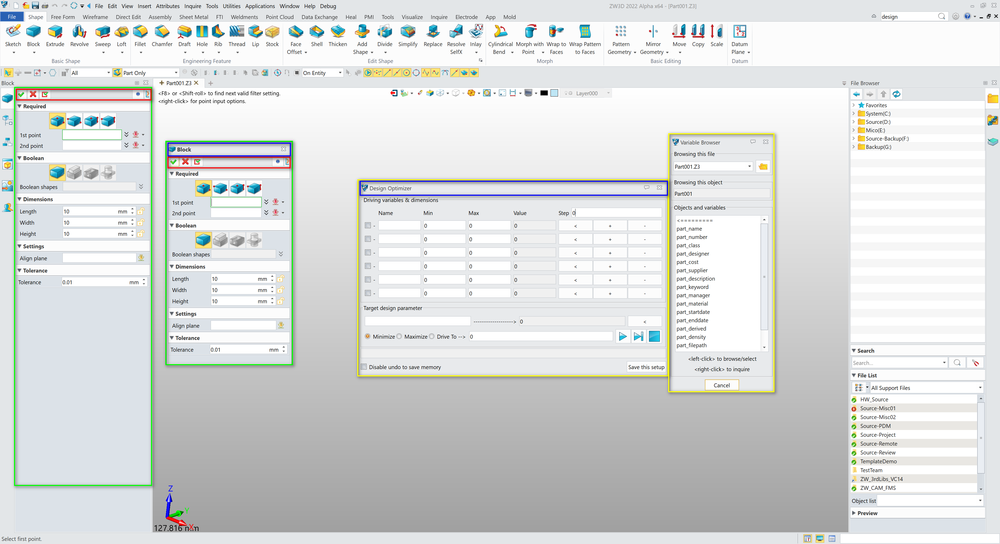 File Edit View Insert Attributes Inquire Tools Utilities Applications Window Help Debug
ZW3D 2022 Alpha x64 - [Part001.Z3]
File Shape Free Form Wireframe Direct Edit Assembly Sheet Metal FTI Weldments Point Cloud Data Exchange Heal PMI Tools Visualize Inquire Electrode App Mold
design
Sketch Block Extrude Revolve Sweep Loft
Basic Shape
Fillet Chamfer Draft Hole Rib Thread Lip Stock
Engineering Feature
Face Offset Shell Thicken Add Shape Divide Simplify Replace Resolve SelfX Inlay
Edit Shape
Cylindrical Bend Morph with Point Wrap to Faces Wrap Pattern to Faces
Morph
Pattern Geometry Mirror Geometry Move Copy Scale
Basic Editing
Datum Plane
Datum
All
Part Only
On Entity
Block
Part001.Z3
<F8> or <Shift-roll> to find next valid filter setting.
<right-click> for point input options.
Layer000
Required
1st point
2nd point
Boolean
Boolean shapes
Dimensions
Length 10 mm
Width 10 mm
Height 10 mm
Settings
Align plane
Tolerance
Tolerance 0.01 mm
Block
Required
1st point
2nd point
Boolean
Boolean shapes
Dimensions
Length 10 mm
Width 10 mm
Height 10 mm
Settings
Align plane
Tolerance
Tolerance 0.01 mm
Design Optimizer
Driving variables & dimensions
Name Min Max Value Step 0
- 0 0 0 < + -
- 0 0 0 < + -
- 0 0 0 < + -
- 0 0 0 < + -
- 0 0 0 < + -
- 0 0 0 < + -
Target design parameter
-------------------> 0 <
Minimize Maximize Drive To --> 0
Disable undo to save memory
Save this setup
Variable Browser
Browsing this file
Part001.Z3
Browsing this object
Part001
Objects and variables
<=========
part_name
part_number
part_class
part_designer
part_cost
part_supplier
part_description
part_keyword
part_manager
part_material
part_startdate
part_enddate
part_derived
part_density
part_filepath
<left-click> to browse/select
<right-click> to inquire
Cancel
File Browser
Favorites
System(C:)
Source(D:)
Mico(E:)
Source-Backup(F:)
Backup(G:)
Search
Search...
File List
All Support Files
HW_Source
Source-Misc01
Source-Misc02
Source-PDM
Source-Project
Source-Remote
Source-Review
TemplateDemo
TestTeam
ZW_3rdLibs_VC14
ZW_CAM_FMS
Object list
Preview
Z
Y
X
127.816
Select first point.